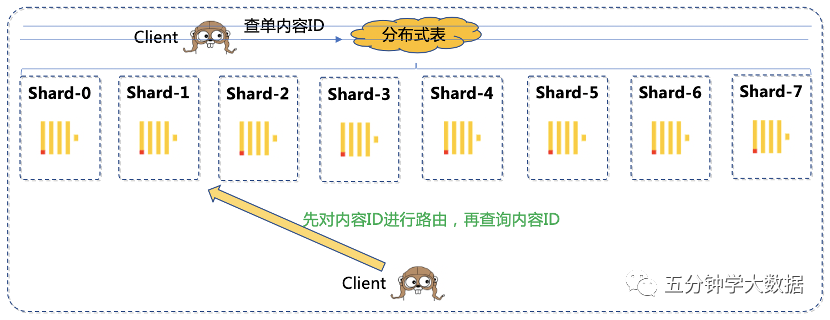 Client
查单内容ID
分布式表
Shard-0 Shard-1 Shard-2 Shard-3 Shard-4 Shard-5 Shard-6 Shard-7
先对内容ID进行路由，再查询内容ID
Client
五分钟学大数据